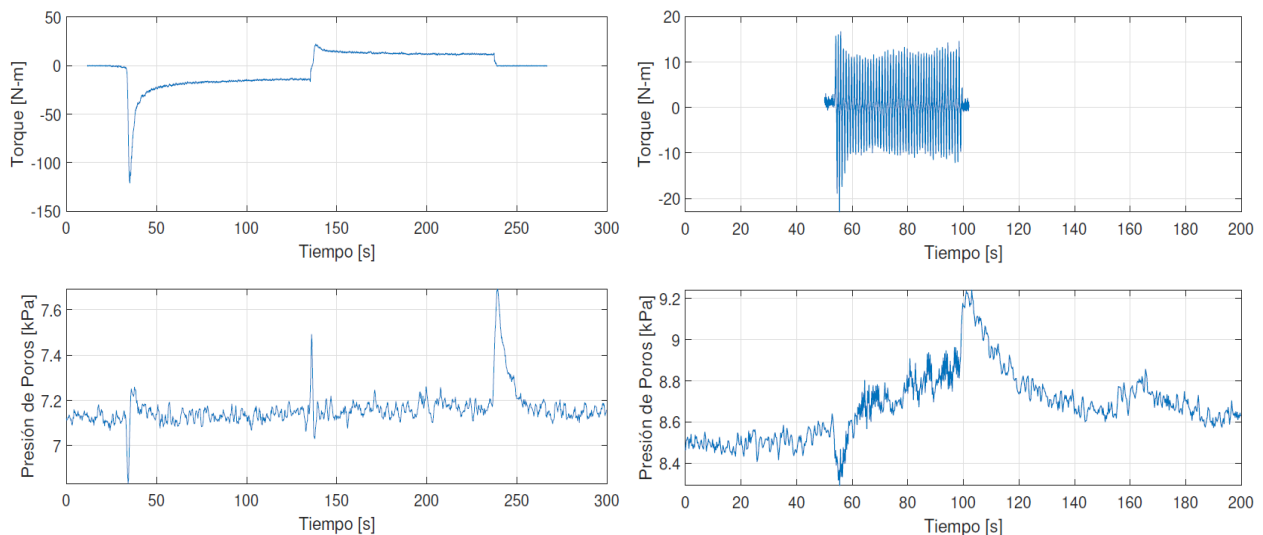 50
0
-50
-100
-150
Torque [N-m]
0 50 100 150 200 250 300
Tiempo [s]
20
10
0
-10
-20
Torque [N-m]
0 20 40 60 80 100 120 140 160 180 200
Tiempo [s]
7.6
7.4
7.2
7
Presión de Poros [kPa]
0 50 100 150 200 250 300
Tiempo [s]
9.2
9
8.8
8.6
8.4
Presión de Poros [kPa]
0 20 40 60 80 100 120 140 160 180 200
Tiempo [s]